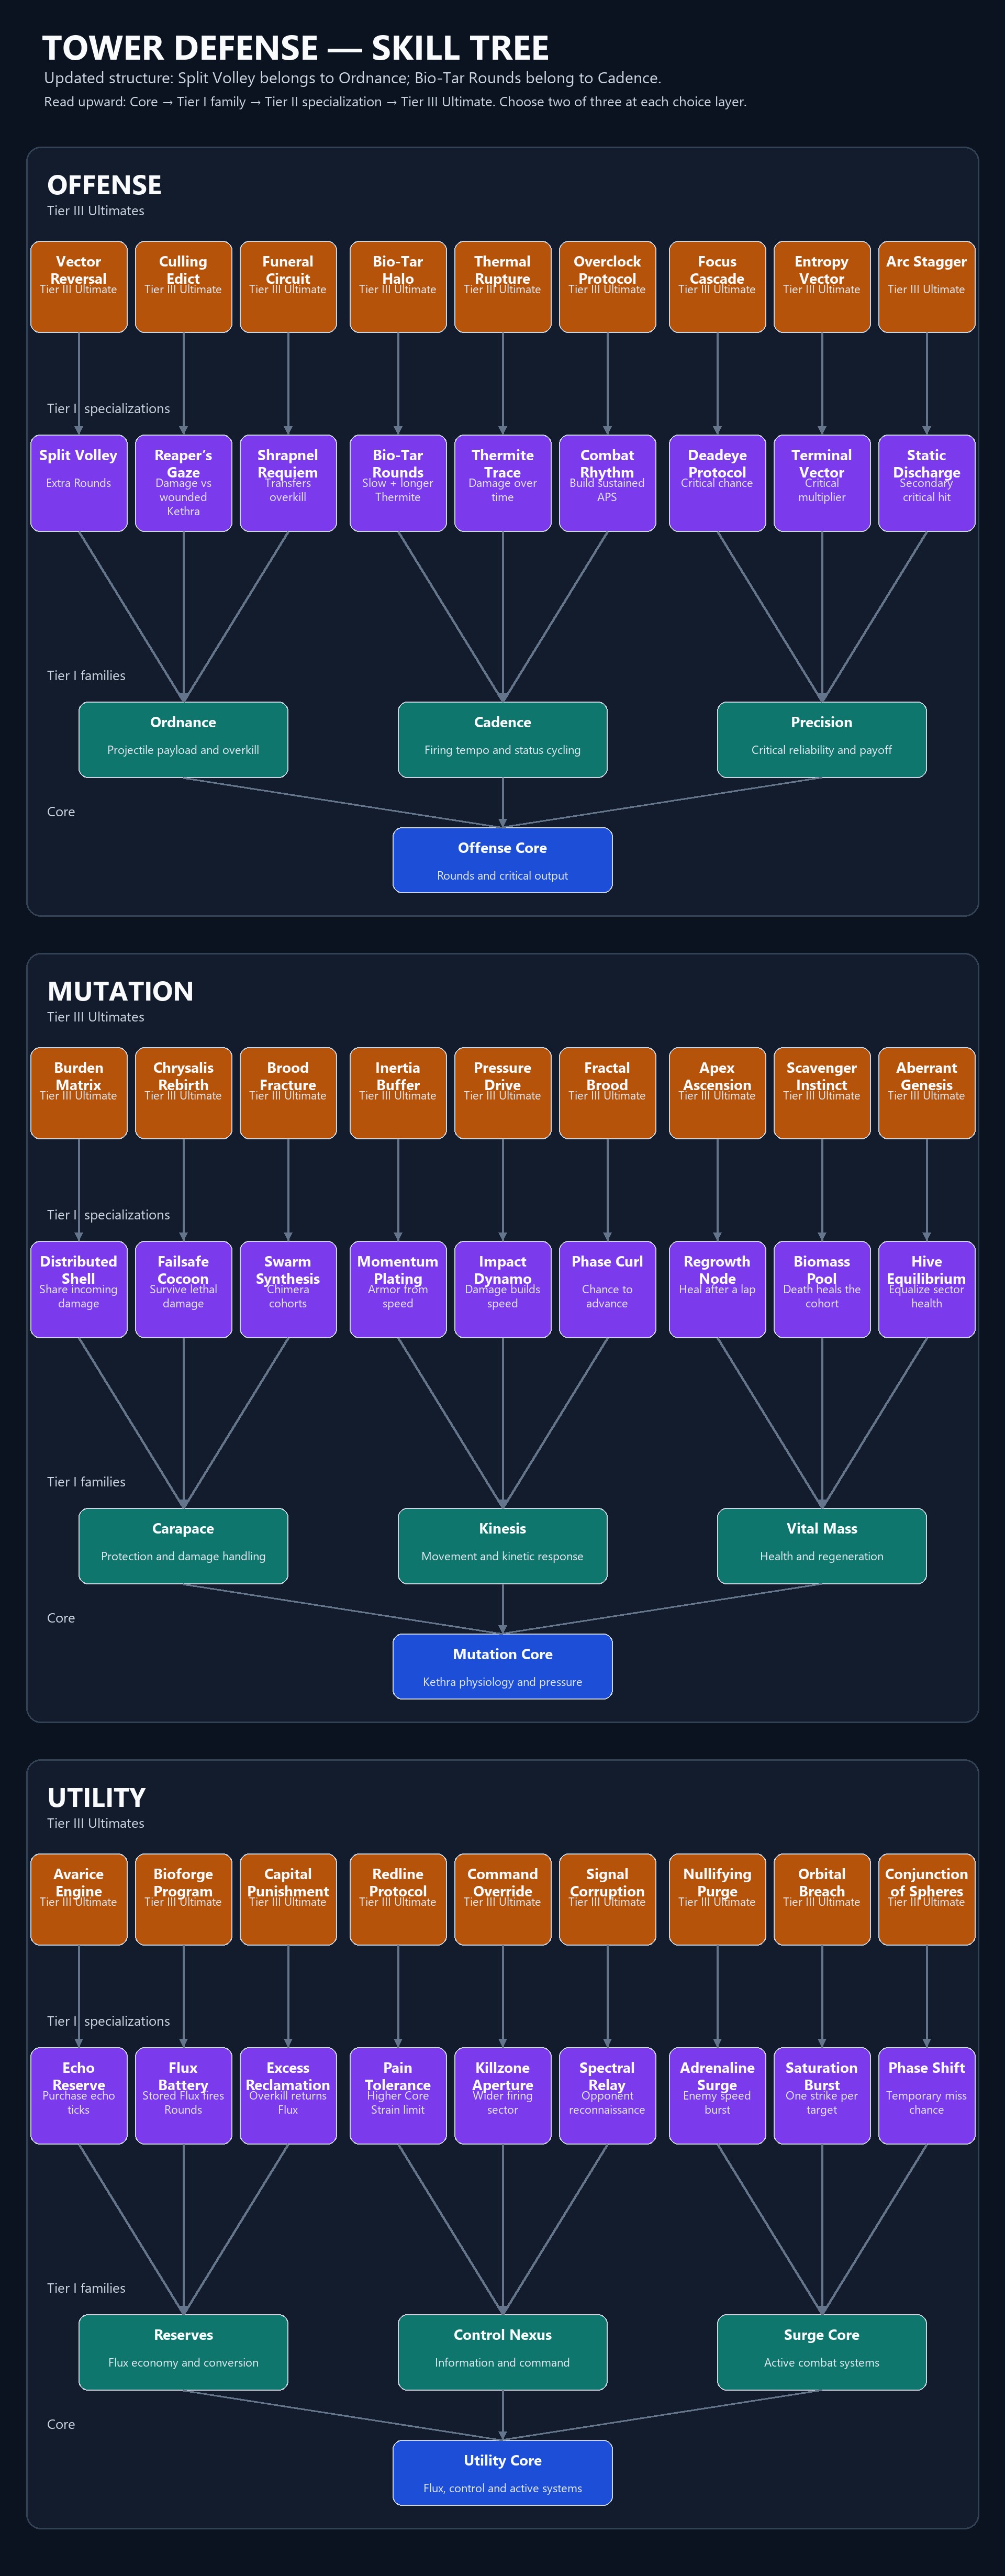 TOWER DEFENSE — SKILL TREE
Updated structure: Split Volley belongs to Ordnance; Bio-Tar Rounds belong to Cadence.
Read upward: Core → Tier I family → Tier II specialization → Tier III Ultimate. Choose two of three at each choice layer.
OFFENSE
Tier III Ultimates
Vector
Reversal
Tier III Ultimate
Culling
Edict
Tier III Ultimate
Funeral
Circuit
Tier III Ultimate
Bio-Tar
Halo
Tier III Ultimate
Thermal
Rupture
Tier III Ultimate
Overclock
Protocol
Tier III Ultimate
Focus
Cascade
Tier III Ultimate
Entropy
Vector
Tier III Ultimate
Arc Stagger
Tier III Ultimate
Tier II specializations
Split Volley
Extra Rounds
Reaper’s
Gaze
Damage vs
wounded
Kethra
Shrapnel
Requiem
Transfers
overkill
Bio-Tar
Rounds
Slow + longer
Thermite
Thermite
Trace
Damage over
time
Combat
Rhythm
Build sustained
APS
Deadeye
Protocol
Critical chance
Terminal
Vector
Critical
multiplier
Static
Discharge
Secondary
critical hit
Tier I families
Ordnance
Projectile payload and overkill
Cadence
Firing tempo and status cycling
Precision
Critical reliability and payoff
Core
Offense Core
Rounds and critical output
MUTATION
Tier III Ultimates
Burden
Matrix
Tier III Ultimate
Chrysalis
Rebirth
Tier III Ultimate
Brood
Fracture
Tier III Ultimate
Inertia
Buffer
Tier III Ultimate
Pressure
Drive
Tier III Ultimate
Fractal
Brood
Tier III Ultimate
Apex
Ascension
Tier III Ultimate
Scavenger
Instinct
Tier III Ultimate
Aberrant
Genesis
Tier III Ultimate
Tier II specializations
Distributed
Shell
Share incoming
damage
Failsafe
Cocoon
Survive lethal
damage
Swarm
Synthesis
Chimera
cohorts
Momentum
Plating
Armor from
speed
Impact
Dynamo
Damage builds
speed
Phase Curl
Chance to
advance
Regrowth
Node
Heal after a lap
Biomass
Pool
Death heals the
cohort
Hive
Equilibrium
Equalize sector
health
Tier I families
Carapace
Protection and damage handling
Kinesis
Movement and kinetic response
Vital Mass
Health and regeneration
Core
Mutation Core
Kethra physiology and pressure
UTILITY
Tier III Ultimates
Avarice
Engine
Tier III Ultimate
Bioforge
Program
Tier III Ultimate
Capital
Punishment
Tier III Ultimate
Redline
Protocol
Tier III Ultimate
Command
Override
Tier III Ultimate
Signal
Corruption
Tier III Ultimate
Nullifying
Purge
Tier III Ultimate
Orbital
Breach
Tier III Ultimate
Conjunction
of Spheres
Tier III Ultimate
Tier II specializations
Echo
Reserve
Purchase echo
ticks
Flux
Battery
Stored Flux fires
Rounds
Excess
Reclamation
Overkill returns
Flux
Pain
Tolerance
Higher Core
Strain limit
Killzone
Aperture
Wider firing
sector
Spectral
Relay
Opponent
reconnaissance
Adrenaline
Surge
Enemy speed
burst
Saturation
Burst
One strike per
target
Phase Shift
Temporary miss
chance
Tier I families
Reserves
Flux economy and conversion
Control Nexus
Information and command
Surge Core
Active combat systems
Core
Utility Core
Flux, control and active systems